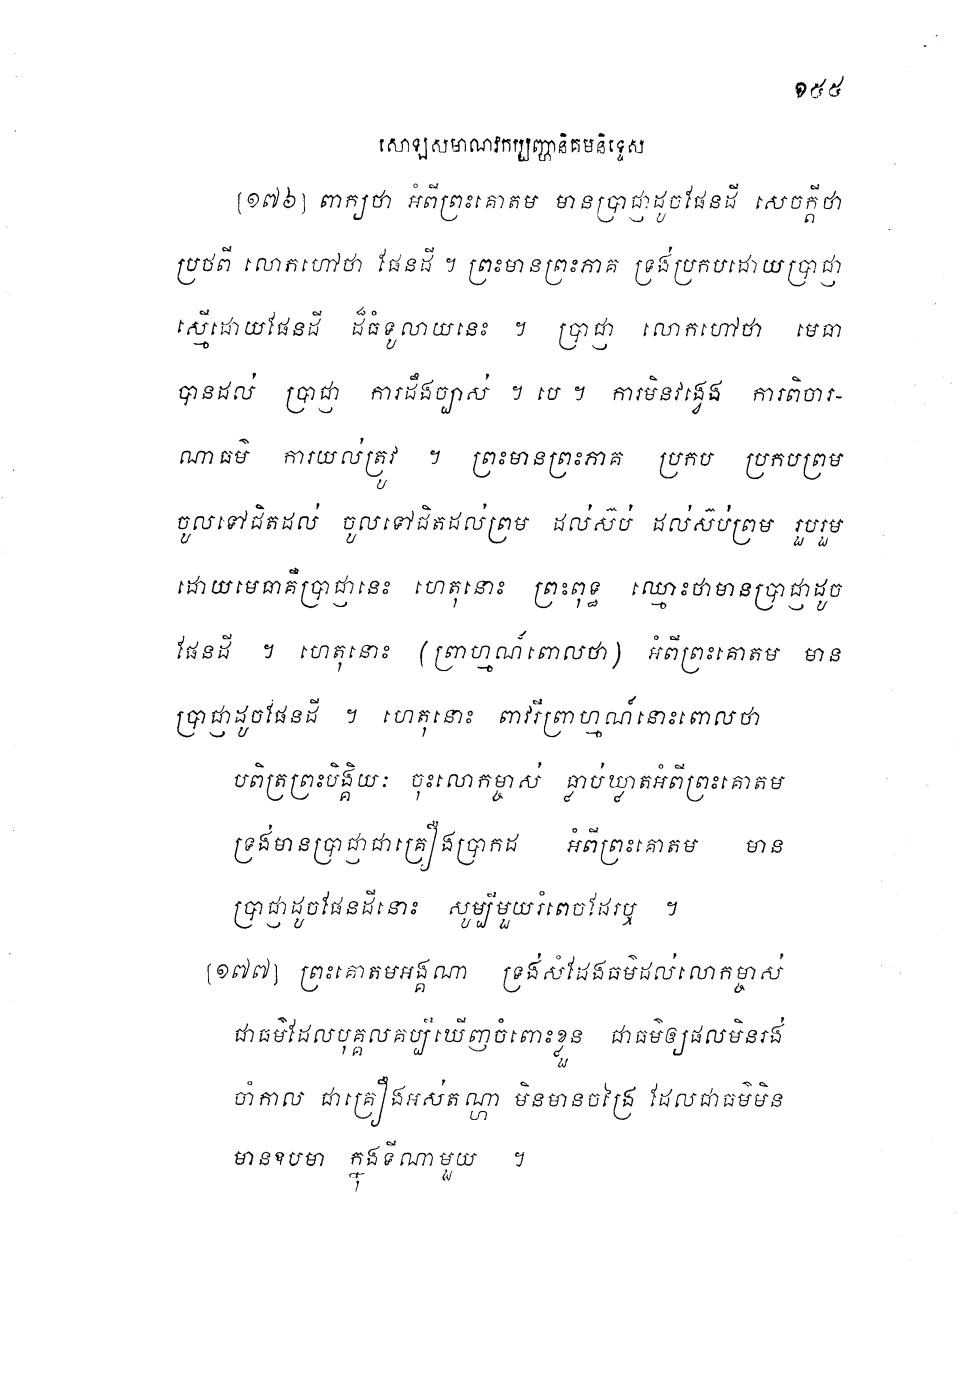 ១៥៥
សោឡសមាណវកប្បញ្ហានិគមនិទ្ទេស
[១៧៦] ពាក្យថា អំពីព្រះគោតម មានប្រាជ្ញាដូចផែនដី សេចក្តីថា
ប្រថពី លោកហៅថា ផែនដី ។ ព្រះមានព្រះភាគ ទ្រង់ប្រកបដោយប្រាជ្ញា
ស្មើដោយផែនដី ដ៏ធំទូលាយនេះ ។ ប្រាជ្ញា លោកហៅថា មេធា
បានដល់ ប្រាជ្ញា ការដឹងច្បាស់ ។ បេ ។ ការមិនវង្វេង ការពិចារ-
ណាធម៌ ការយល់ត្រូវ ។ ព្រះមានព្រះភាគ ប្រកប ប្រកបព្រម
ចូលទៅជិតដល់ ចូលទៅជិតដល់ព្រម ដល់ស៊ប់ ដល់ស៊ប់ព្រម រួបរួម
ដោយមេធាគឺប្រាជ្ញានេះ ហេតុនោះ ព្រះពុទ្ធ ឈ្មោះថាមានប្រាជ្ញាដូច
ផែនដី ។ ហេតុនោះ (ព្រាហ្មណ៍ពោលថា) អំពីព្រះគោតម មាន
ប្រាជ្ញាដូចផែនដី ។ ហេតុនោះ ពាវរីព្រាហ្មណ៍នោះពោលថា
បពិត្រព្រះបិង្គិយៈ ចុះលោកម្ចាស់ ធ្លាប់ឃ្លាតអំពីព្រះគោតម
ទ្រង់មានប្រាជ្ញាជាគ្រឿងប្រាកដ អំពីព្រះគោតម មាន
ប្រាជ្ញាដូចផែនដីនោះ សូម្បីមួយរំពេចដែរឬ ។
[១៧៧] ព្រះគោតមអង្គណា ទ្រង់សំដែងធម៌ដល់លោកម្ចាស់
ជាធម៌ដែលបុគ្គលគប្បីឃើញចំពោះខ្លួន ជាធម៌ឲ្យផលមិនរង់
ចាំកាល ជាគ្រឿងអស់តណ្ហា មិនមានចង្រៃ ដែលជាធម៌មិន
មានឧបមា ក្នុងទីណាមួយ ។